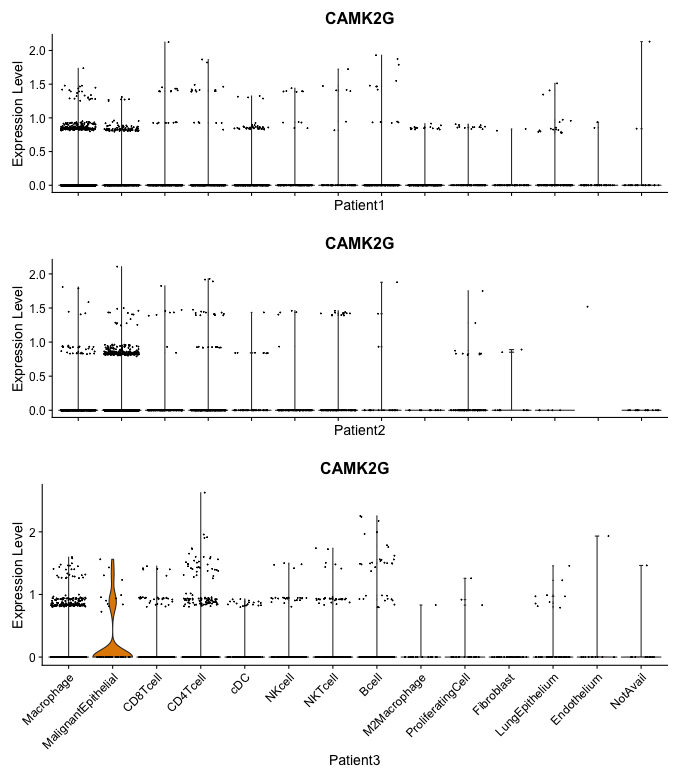 CAMK2G
Expression Level
2.0
1.5
1.0
0.5
0.0
Patient1
CAMK2G
Expression Level
2.0
1.5
1.0
0.5
0.0
Patient2
CAMK2G
Expression Level
2
1
0
Macrophage
MalignantEpithelial
CD8Tcell
CD4Tcell
cDC
NKcell
NKTcell
Bcell
M2Macrophage
ProliferatingCell
Fibroblast
LungEpithelium
Endothelium
NotAvail
Patient3